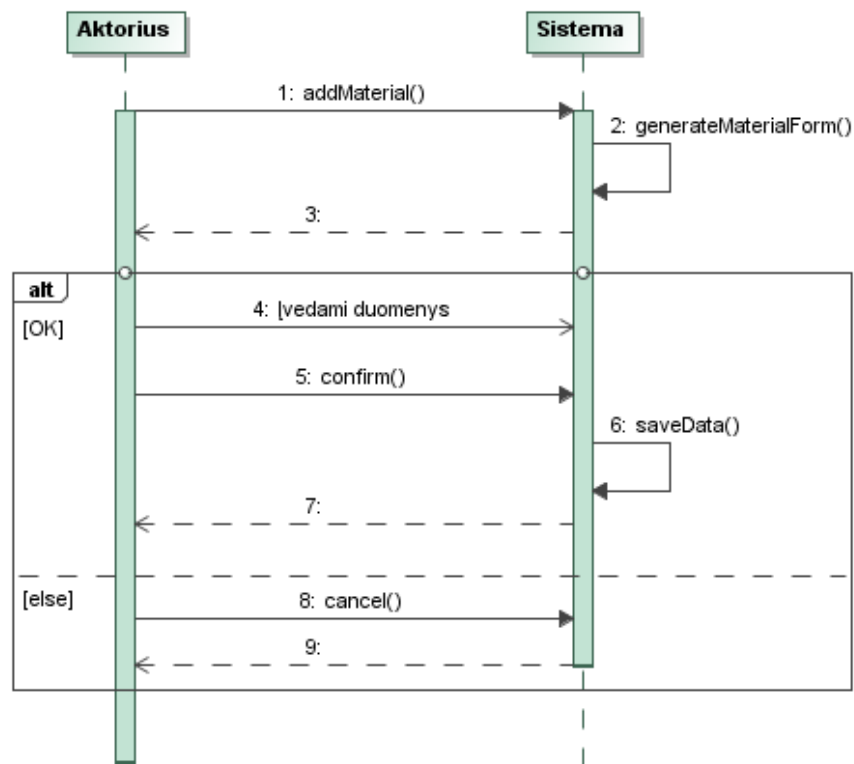 Aktorius
Sistema
1: addMaterial()
2: generateMaterialForm()
3:
alt
[OK]
4: Įvedami duomenys
5: confirm()
6: saveData()
7:
[else]
8: cancel()
9: